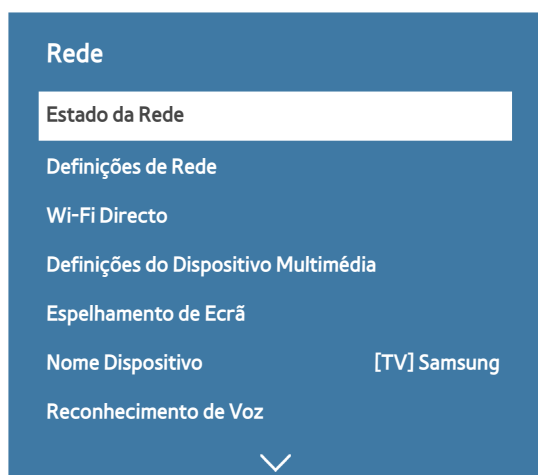 Rede
Estado da Rede
Definições de Rede
Wi-Fi Directo
Definições do Dispositivo Multimédia
Espelhamento de Ecrã
Nome Dispositivo [TV] Samsung
Reconhecimento de Voz